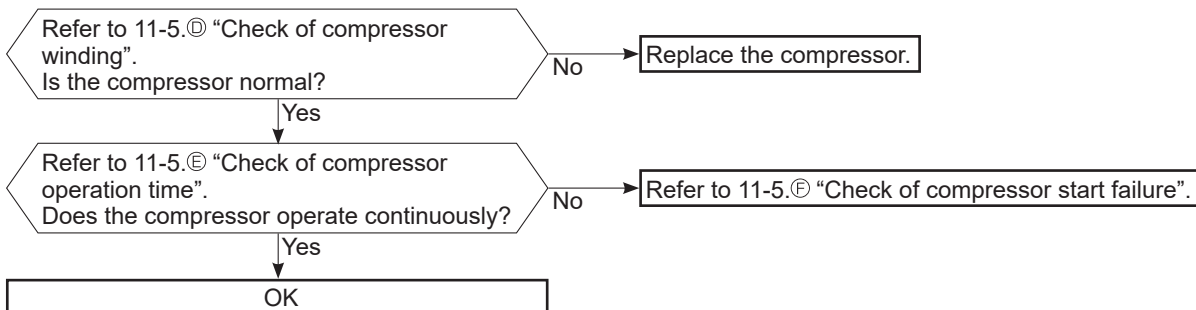 Refer to 11-5.Ⓓ “Check of compressor
winding”.
Is the compressor normal?
No
Replace the compressor.
Yes
Refer to 11-5.Ⓔ “Check of compressor
operation time”.
Does the compressor operate continuously?
No
Refer to 11-5.Ⓕ “Check of compressor start failure”.
Yes
OK